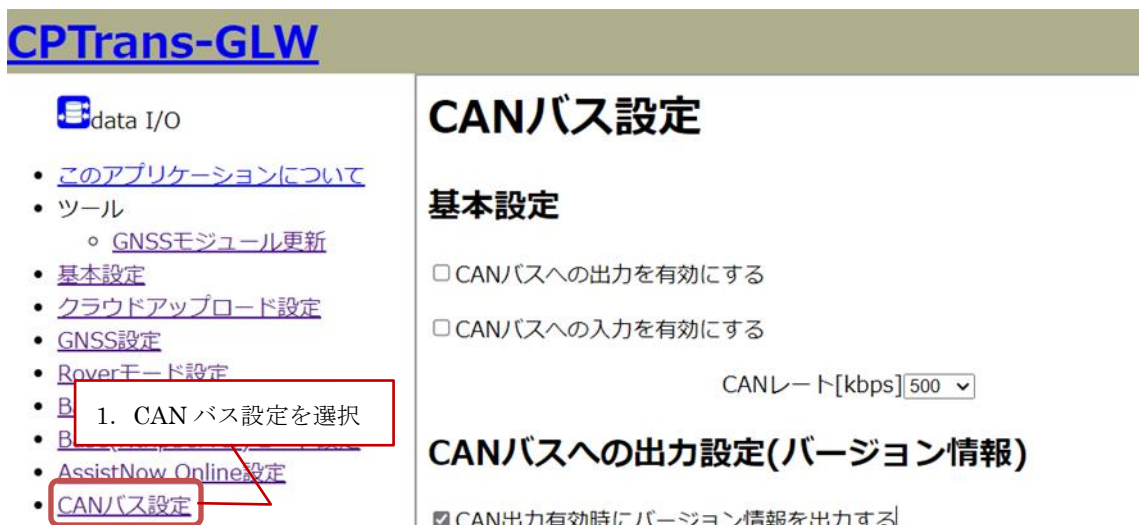 CPTrans-GLW
data I/O
このアプリケーションについて
ツール
GNSSモジュール更新
基本設定
クラウドアップロード設定
GNSS設定
Roverモード設定
1. CAN バス設定を選択
AssistNow Online設定
CANバス設定
CANバス設定
基本設定
CANバスへの出力を有効にする
CANバスへの入力を有効にする
CANレート[kbps] 500
CANバスへの出力設定(バージョン情報)
CAN出力有効時にバージョン情報を出力する